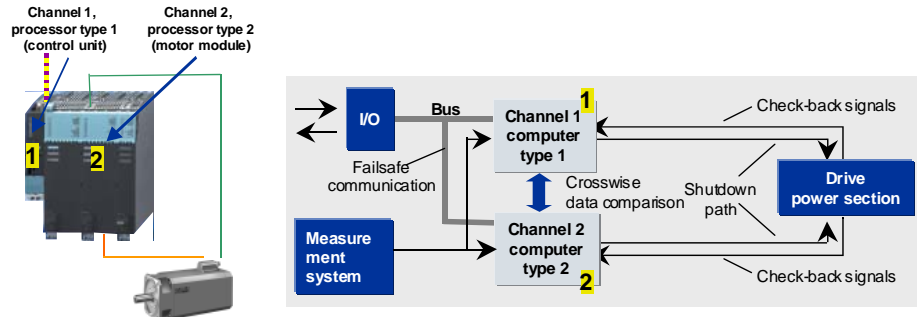 Channel 1,
processor type 1
(control unit)
Channel 2,
processor type 2
(motor module)
1
2
I/O
Bus
Channel 1
computer
type 1
1
Check-back signals
Failsafe
communication
Crosswise
data comparison
Shutdown
path
Drive
power section
Measure
ment
system
Channel 2
computer
type 2
2
Check-back signals